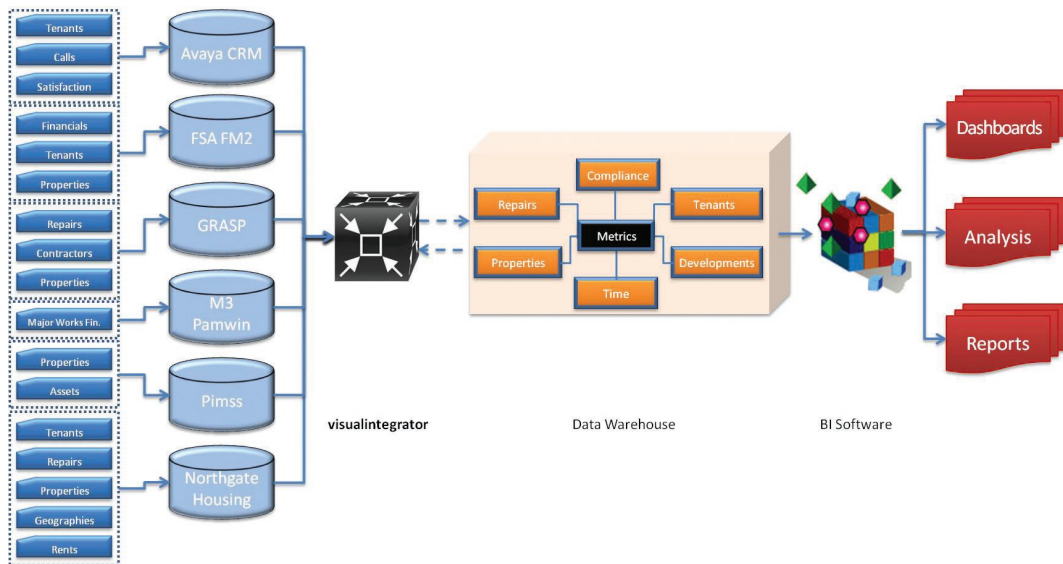 Tenants
Calls
Satisfaction
Avaya CRM
Financials
Tenants
Properties
FSA FM2
Repairs
Contractors
Properties
GRASP
Major Works Fin.
M3
Pamwin
Properties
Assets
Pimss
Tenants
Repairs
Properties
Geographies
Rents
Northgate
Housing
visualintegrator
Compliance
Repairs
Tenants
Metrics
Properties
Developments
Time
Data Warehouse
BI Software
Dashboards
Analysis
Reports